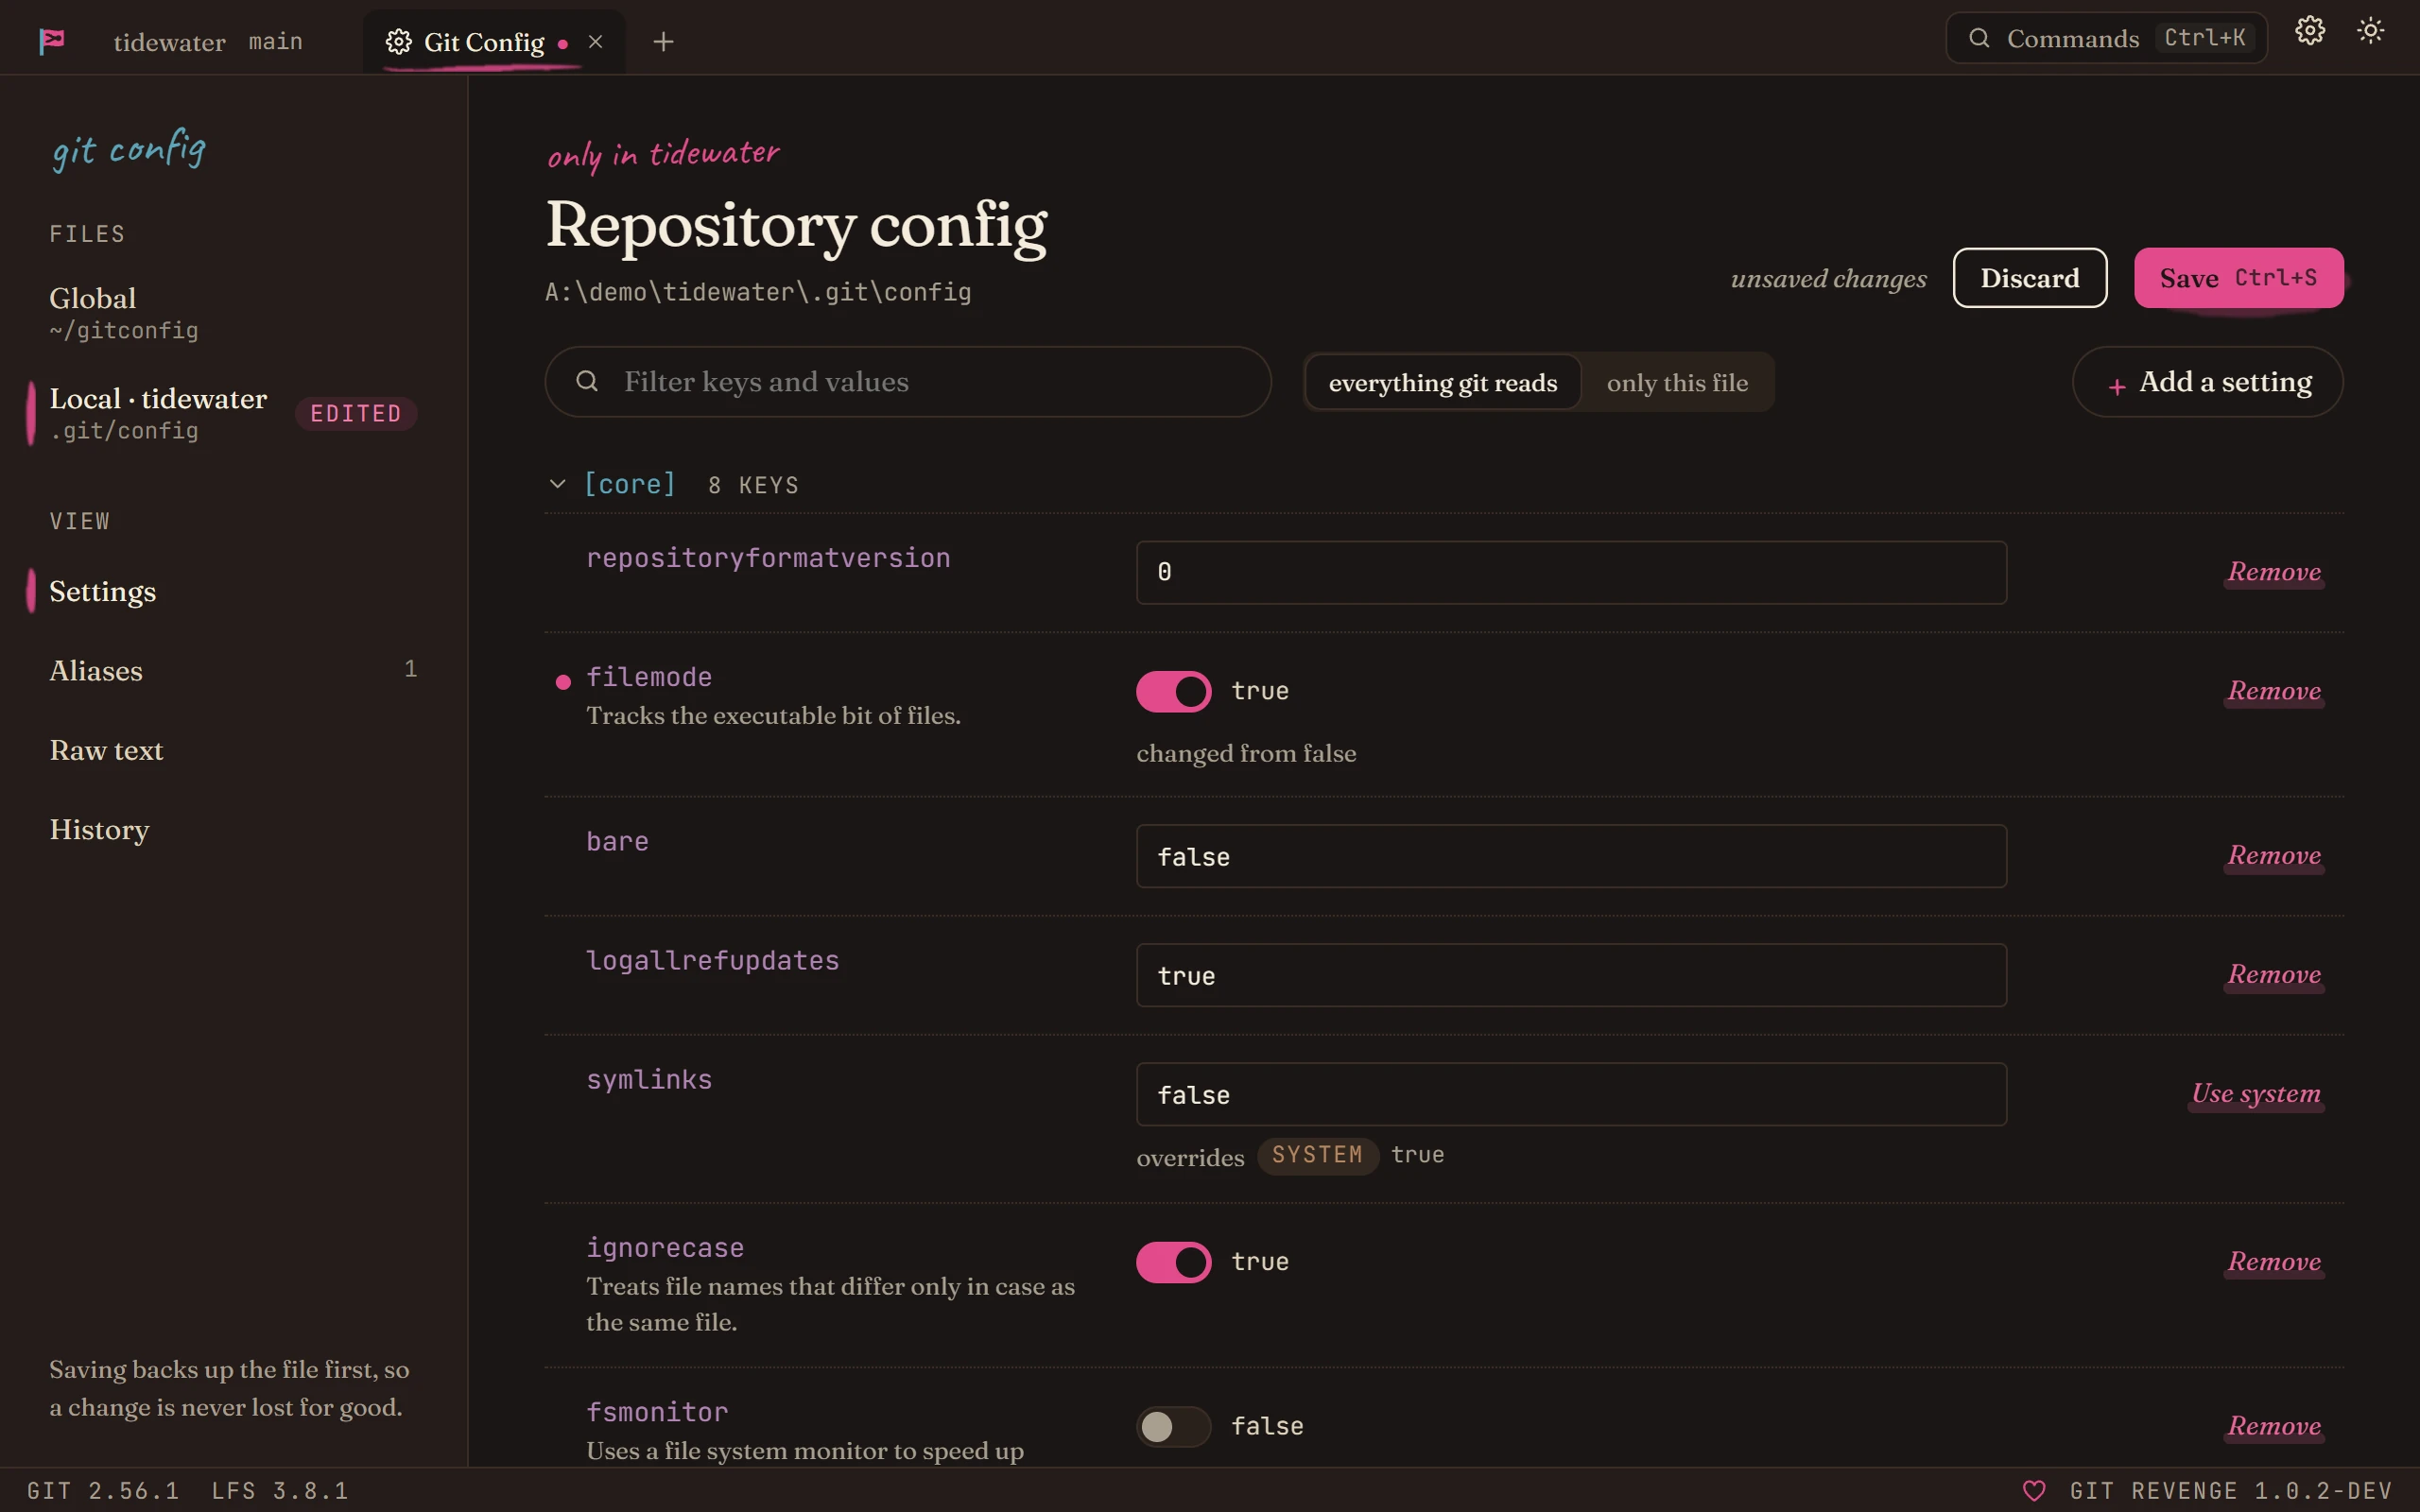 tidewater main
Git Config
Commands Ctrl+K
git config
FILES
Global
~/gitconfig
Local · tidewater
.git/config
EDITED
VIEW
Settings
Aliases 1
Raw text
History
Saving backs up the file first, so
a change is never lost for good.
only in tidewater
Repository config
A:\demo\tidewater\.git\config
unsaved changes
Discard
Save Ctrl+S
Filter keys and values
everything git reads
only this file
+ Add a setting
[core] 8 KEYS
repositoryformatversion
0
Remove
filemode
Tracks the executable bit of files.
true
changed from false
Remove
bare
false
Remove
logallrefupdates
true
Remove
symlinks
false
overrides SYSTEM true
Use system
ignorecase
Treats file names that differ only in case as
the same file.
true
Remove
fsmonitor
Uses a file system monitor to speed up
false
Remove
GIT 2.56.1 LFS 3.8.1
GIT REVENGE 1.0.2-DEV